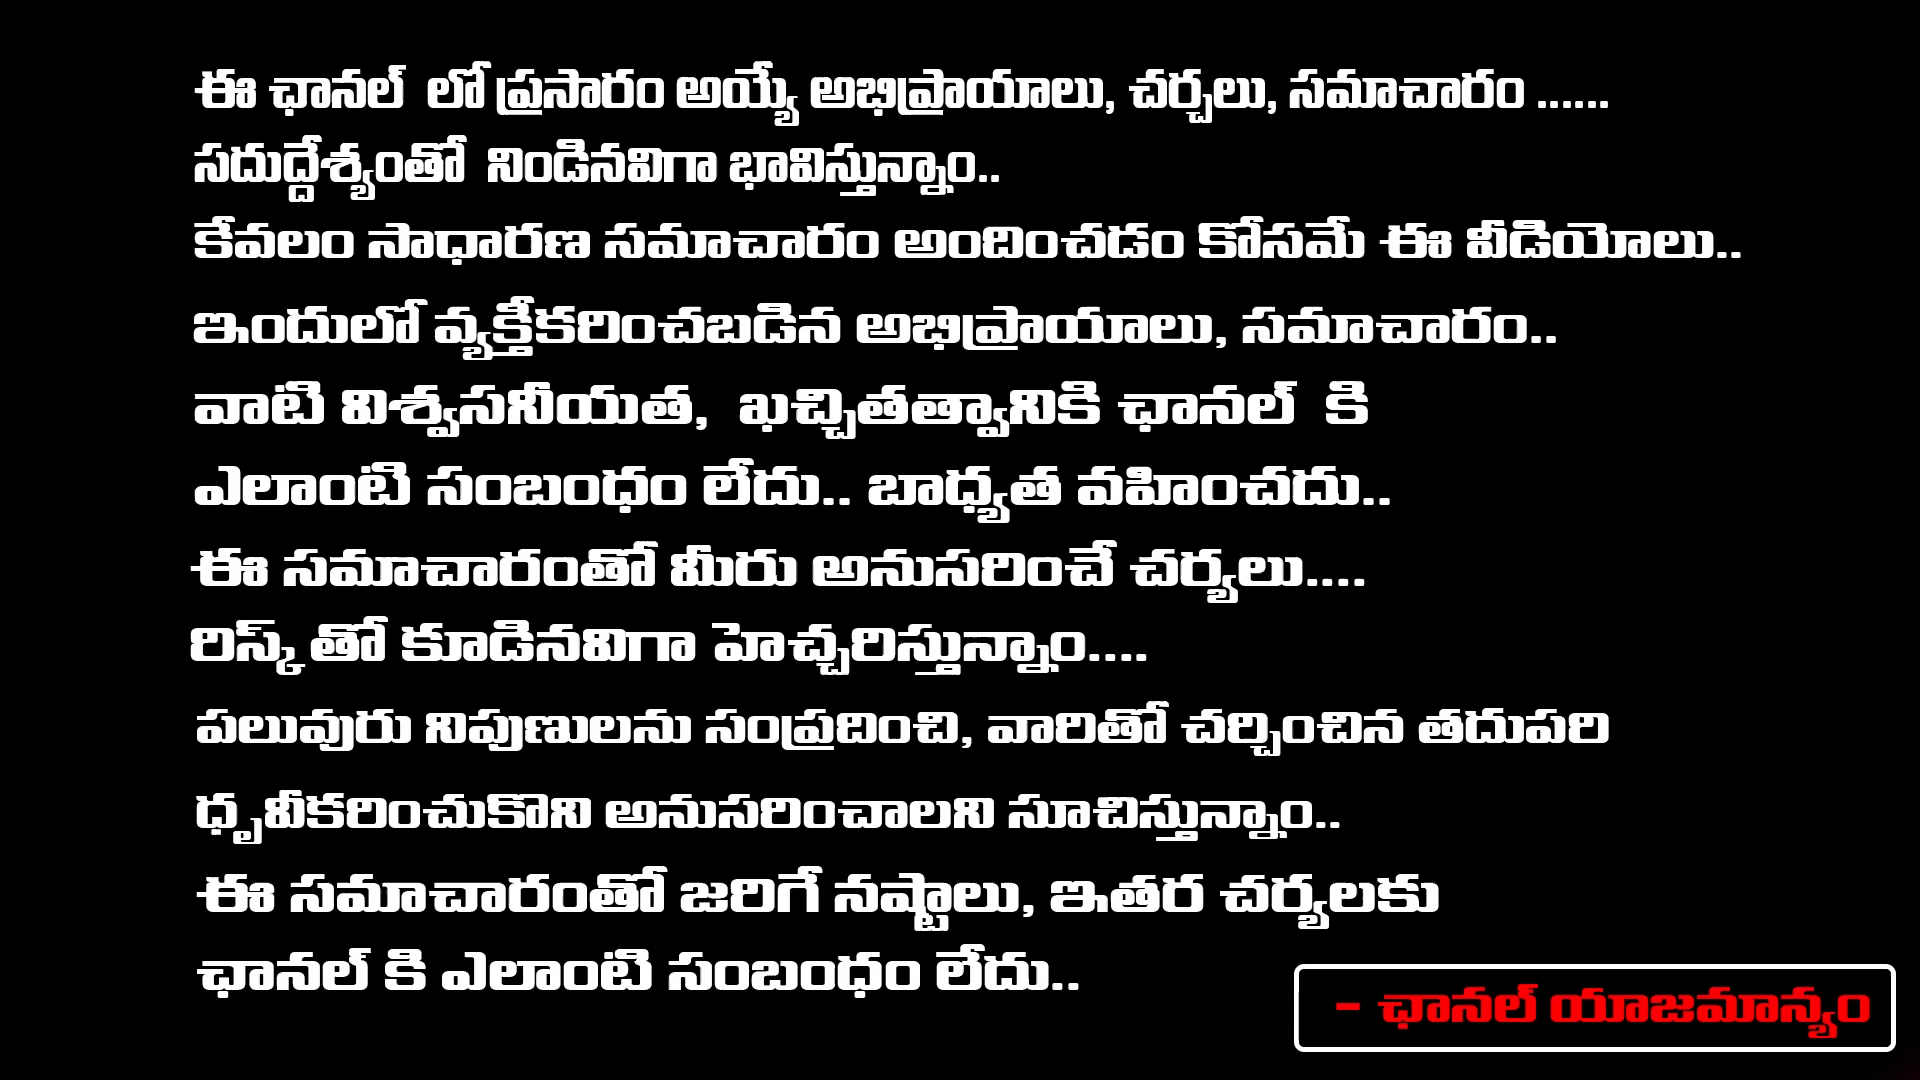 ఈ ఛానల్ లో ప్రసారం అయ్యే అభిప్రాయాలు, చర్చలు, సమాచారం ......
సదుద్దేశ్యంతో నిండినవిగా భావిస్తున్నాం..
కేవలం సాధారణ సమాచారం అందించడం కోసమే ఈ వీడియోలు..
ఇందులో వ్యక్తీకరించబడిన అభిప్రాయాలు, సమాచారం..
వాటి విశ్వసనీయత, ఖచ్చితత్వానికి ఛానల్ కి
ఎలాంటి సంబంధం లేదు.. బాధ్యత వహించదు..
ఈ సమాచారంతో మీరు అనుసరించే చర్యలు....
రిస్క్ తో కూడినవిగా హెచ్చరిస్తున్నాం....
పలువురు నిపుణులను సంప్రదించి, వారితో చర్చించిన తదుపరి
ధృవీకరించుకొని అనుసరించాలని సూచిస్తున్నాం..
ఈ సమాచారంతో జరిగే నష్టాలు, ఇతర చర్యలకు
ఛానల్ కి ఎలాంటి సంబంధం లేదు..
- ఛానల్ యాజమాన్యం